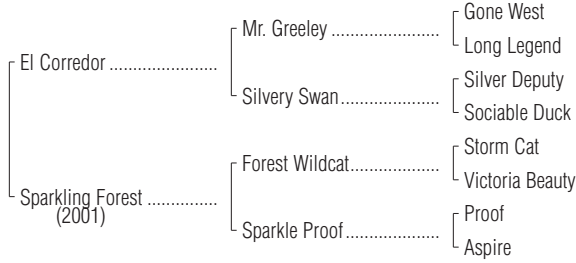 Gone West
Mr. Greeley ......................
Long Legend
El Corredor ......................
Silver Deputy
Silvery Swan....................
Sociable Duck
Storm Cat
Forest Wildcat..................
Victoria Beauty
Sparkling Forest ..............
(2001)
Proof
Sparkle Proof...................
Aspire